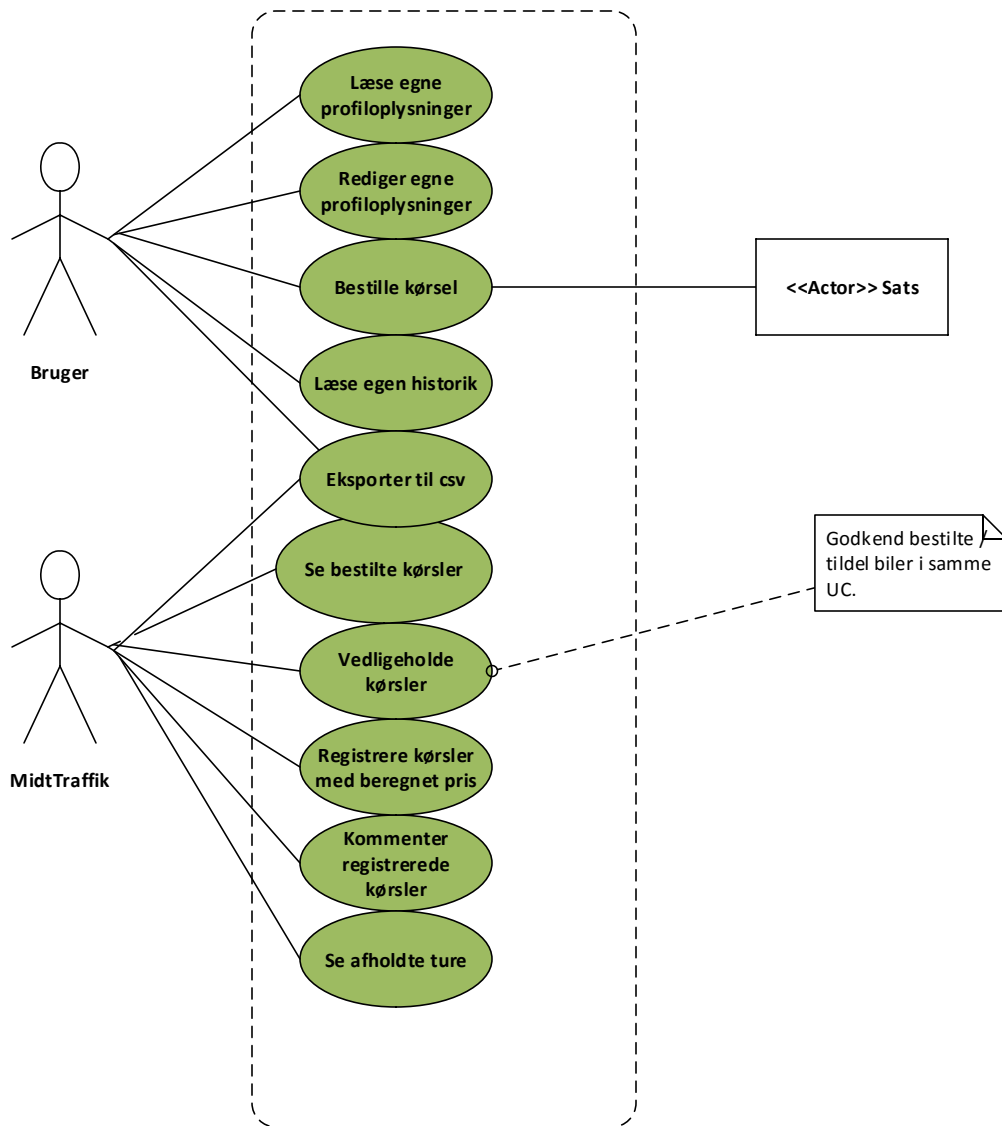 Læse egne
profiloplysninger
Rediger egne
profiloplysninger
Bestille kørsel
<<Actor>> Sats
Bruger
Læse egen historik
Eksporter til csv
Se bestilte kørsler
Godkend bestilte /
tildel biler i samme
UC.
Vedligeholde
kørsler
MidtTraffik
Registrere kørsler
med beregnet pris
Kommenter
registrerede
kørsler
Se afholdte ture